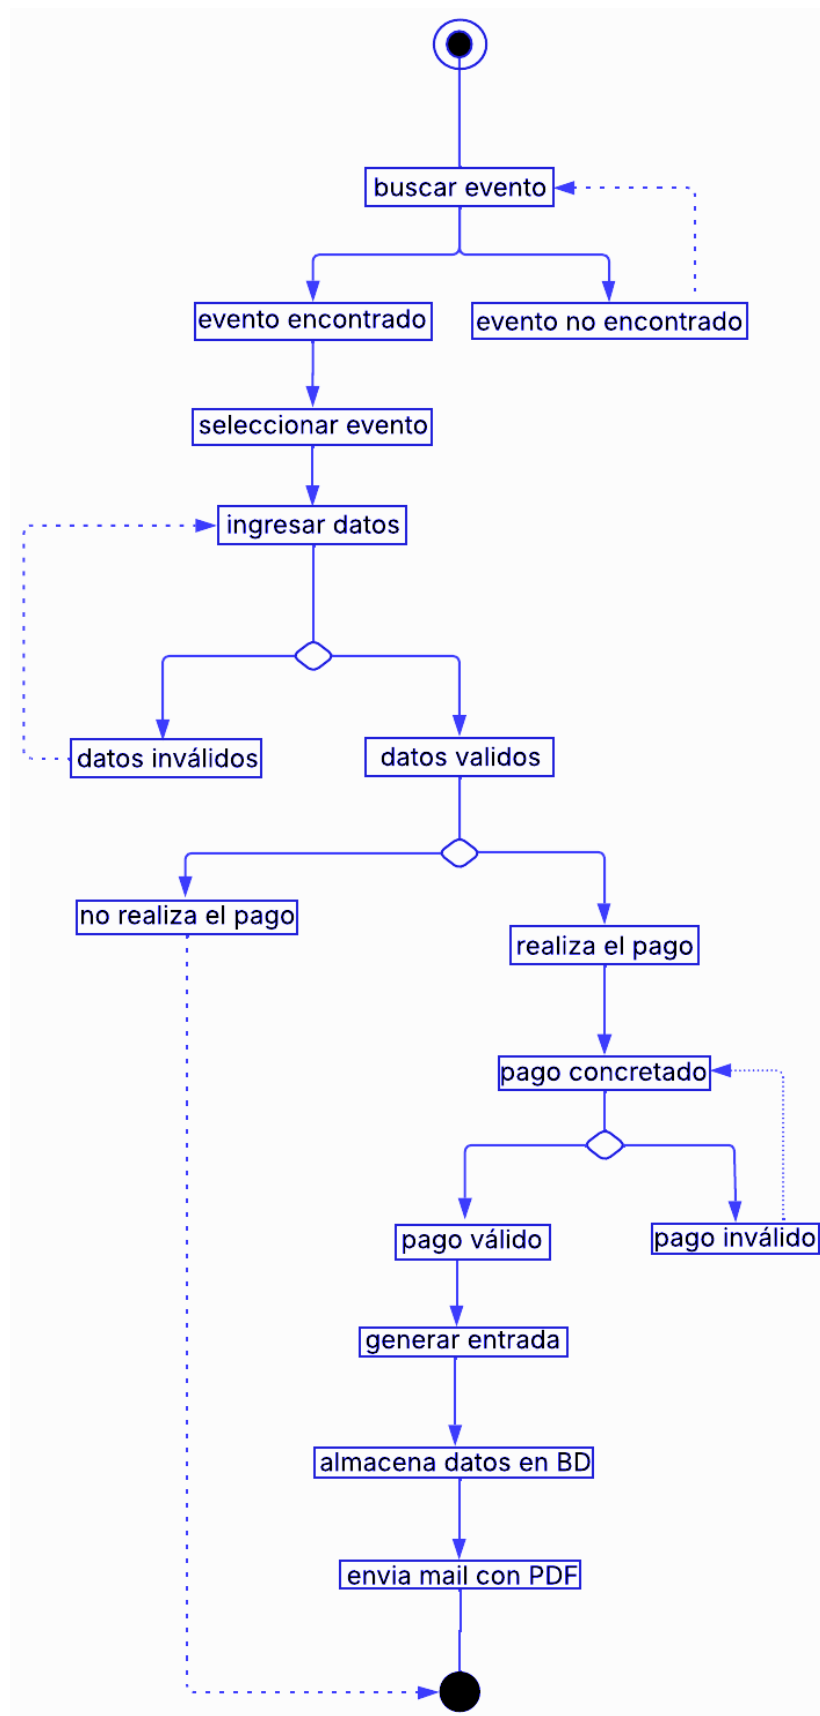 buscar evento
evento encontrado
evento no encontrado
seleccionar evento
ingresar datos
datos inválidos
datos validos
no realiza el pago
realiza el pago
pago concretado
pago válido
pago inválido
generar entrada
almacena datos en BD
envia mail con PDF